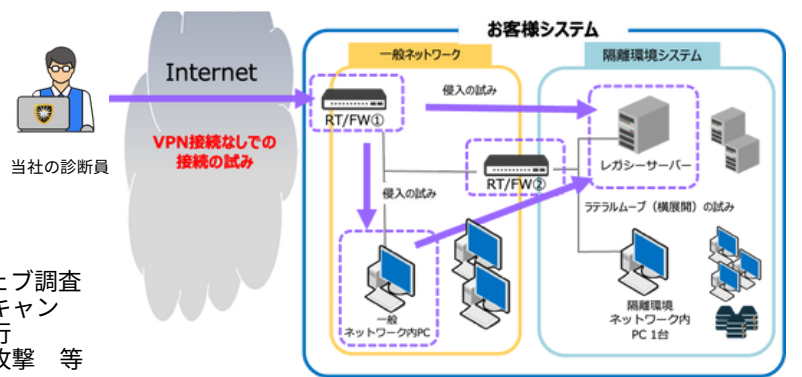 お客様システム
一般ネットワーク
隔離環境システム
Internet
侵入の試み
RT/FW①
VPN接続なしでの
接続の試み
当社の診断員
レガシーサーバー
RT/FW②
侵入の試み
ラテラルムーブ（横展開）の試み
一般
ネットワーク内PC
隔離環境
ネットワーク内
PC 1台
ェブ調査
キャン
行
攻撃　等